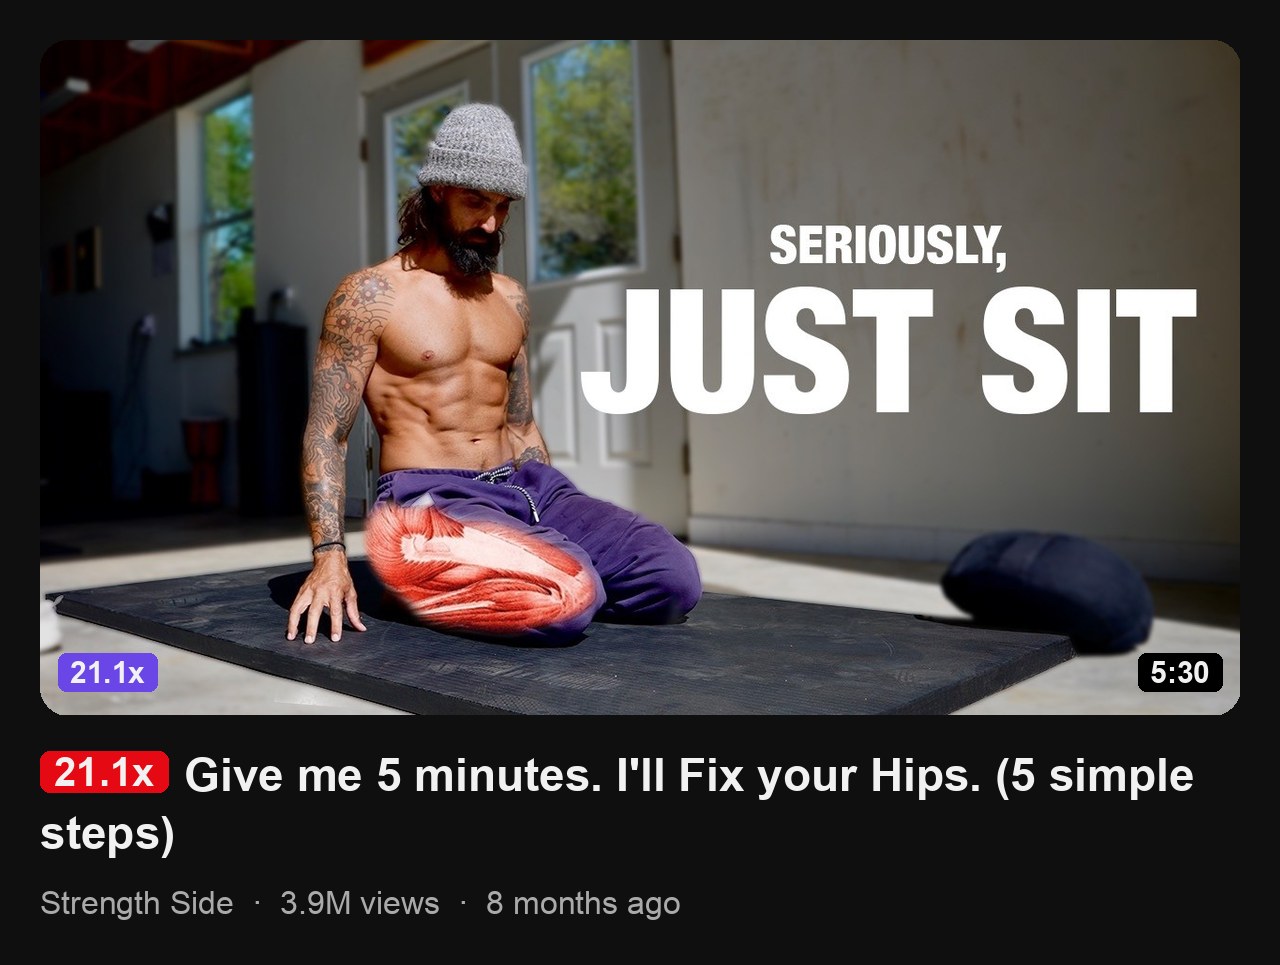 SERIOUSLY,
JUST SIT
21.1x
5:30
21.1x Give me 5 minutes. I'll Fix your Hips. (5 simple
steps)
Strength Side · 3.9M views · 8 months ago